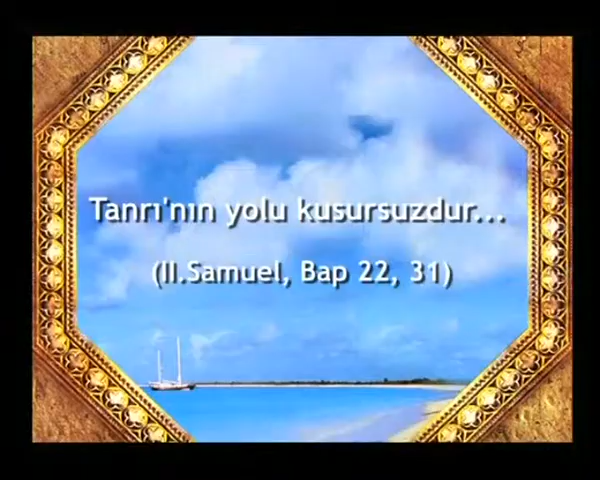 Tanrı'nın yolu kusursuzdur...
(II.Samuel, Bap 22, 31)